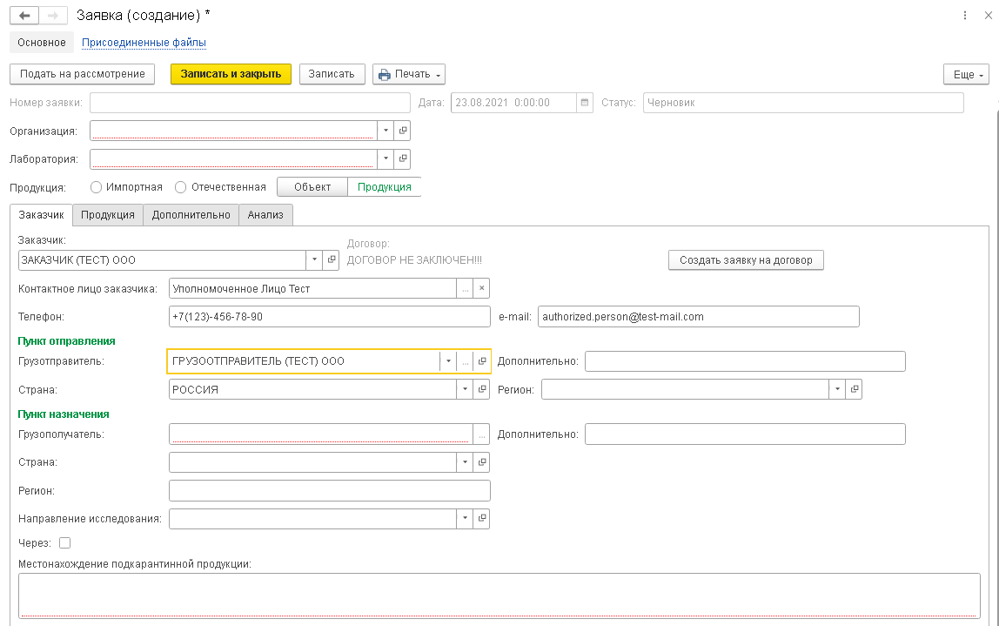 Заявка (создание) *
Основное Присоединенные файлы
Подать на рассмотрение Записать и закрыть Записать Печать Еще
Номер заявки: Дата: 23.08.2021 0:00:00 Статус: Черновик
Организация:
Лаборатория:
Продукция: Импортная Отечественная Объект Продукция
Заказчик Продукция Дополнительно Анализ
Заказчик: Договор:
ЗАКАЗЧИК (ТЕСТ) ООО ДОГОВОР НЕ ЗАКЛЮЧЕН!!! Создать заявку на договор
Контактное лицо заказчика: Уполномоченное Лицо Тест ... ×
Телефон: +7(123)-456-78-90 e-mail: authorized.person@test-mail.com
Пункт отправления
Грузотправитель: ГРУЗООТПРАВИТЕЛЬ (ТЕСТ) ООО ... Дополнительно:
Страна: РОССИЯ Регион:
Пункт назначения
Грузополучатель: ... Дополнительно:
Страна:
Регион:
Направление исследования:
Через:
Местонахождение подкарантинной продукции: